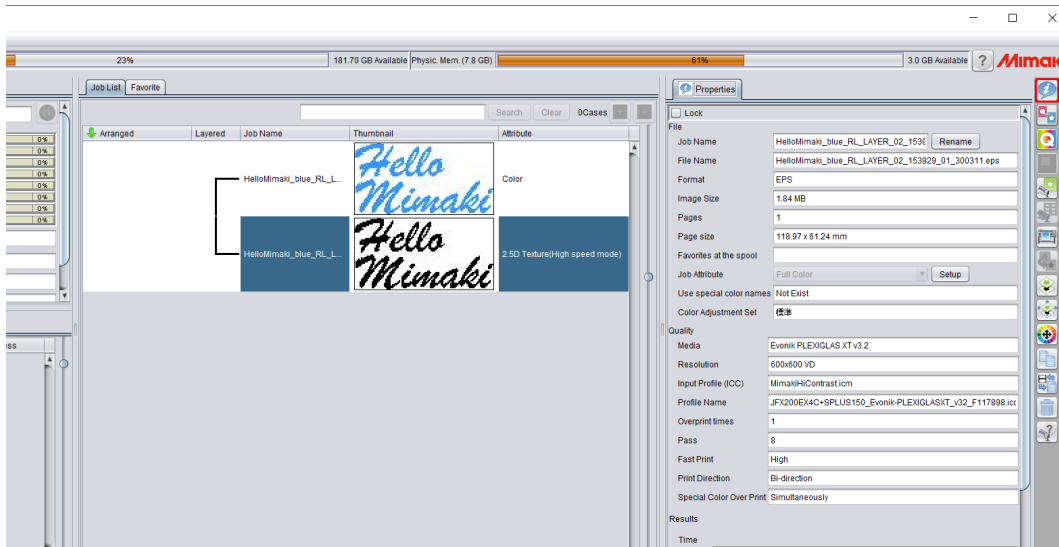 23%
181.70 GB Available
Physic. Mem. (7.8 GB)
61%
3.0 GB Available
?
Job List
Favorite
Properties
Search
Clear
0Cases
Lock
Arranged
Layered
Job Name
Thumbnail
Attribute
0%
0%
0%
0%
0%
0%
0%
0%
HelloMimaki_blue_RL_L...
Hello
Mimaki
Color
HelloMimaki_blue_RL_L...
Hello
Mimaki
2.5D Texture(High speed mode)
File
Job Name
Rename
File Name
HelloMimaki_blue_RL_LAYER_02_153929_01_300311.eps
Format
EPS
Image Size
1.84 MB
Pages
1
Page size
118.97 x 61.24 mm
Favorites at the spool
Job Attribute
Full Color
Setup
Use special color names
Not Exist
Color Adjustment Set
標準
Quality
Media
Evonik PLEXIGLAS XT v3.2
Resolution
600x600 VD
Input Profile (ICC)
MimakiHiContrast.icm
Profile Name
JFX200EX4C+SPLUS150_Evonik-PLEXIGLASXT_v32_F117898.icc
Overprint times
1
Pass
8
Fast Print
High
Print Direction
Bi-direction
Special Color Over Print
Simultaneously
Results
Time